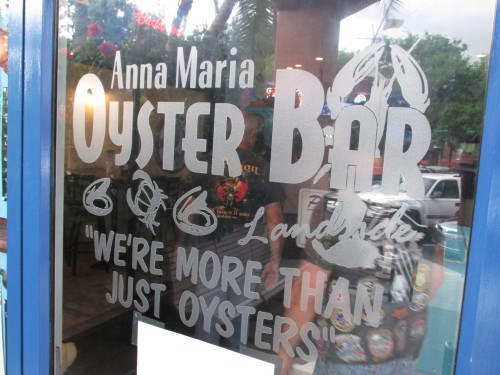 Anna Maria
OYSTER BAR
Landside
"WE'RE MORE THAN
JUST OYSTERS"